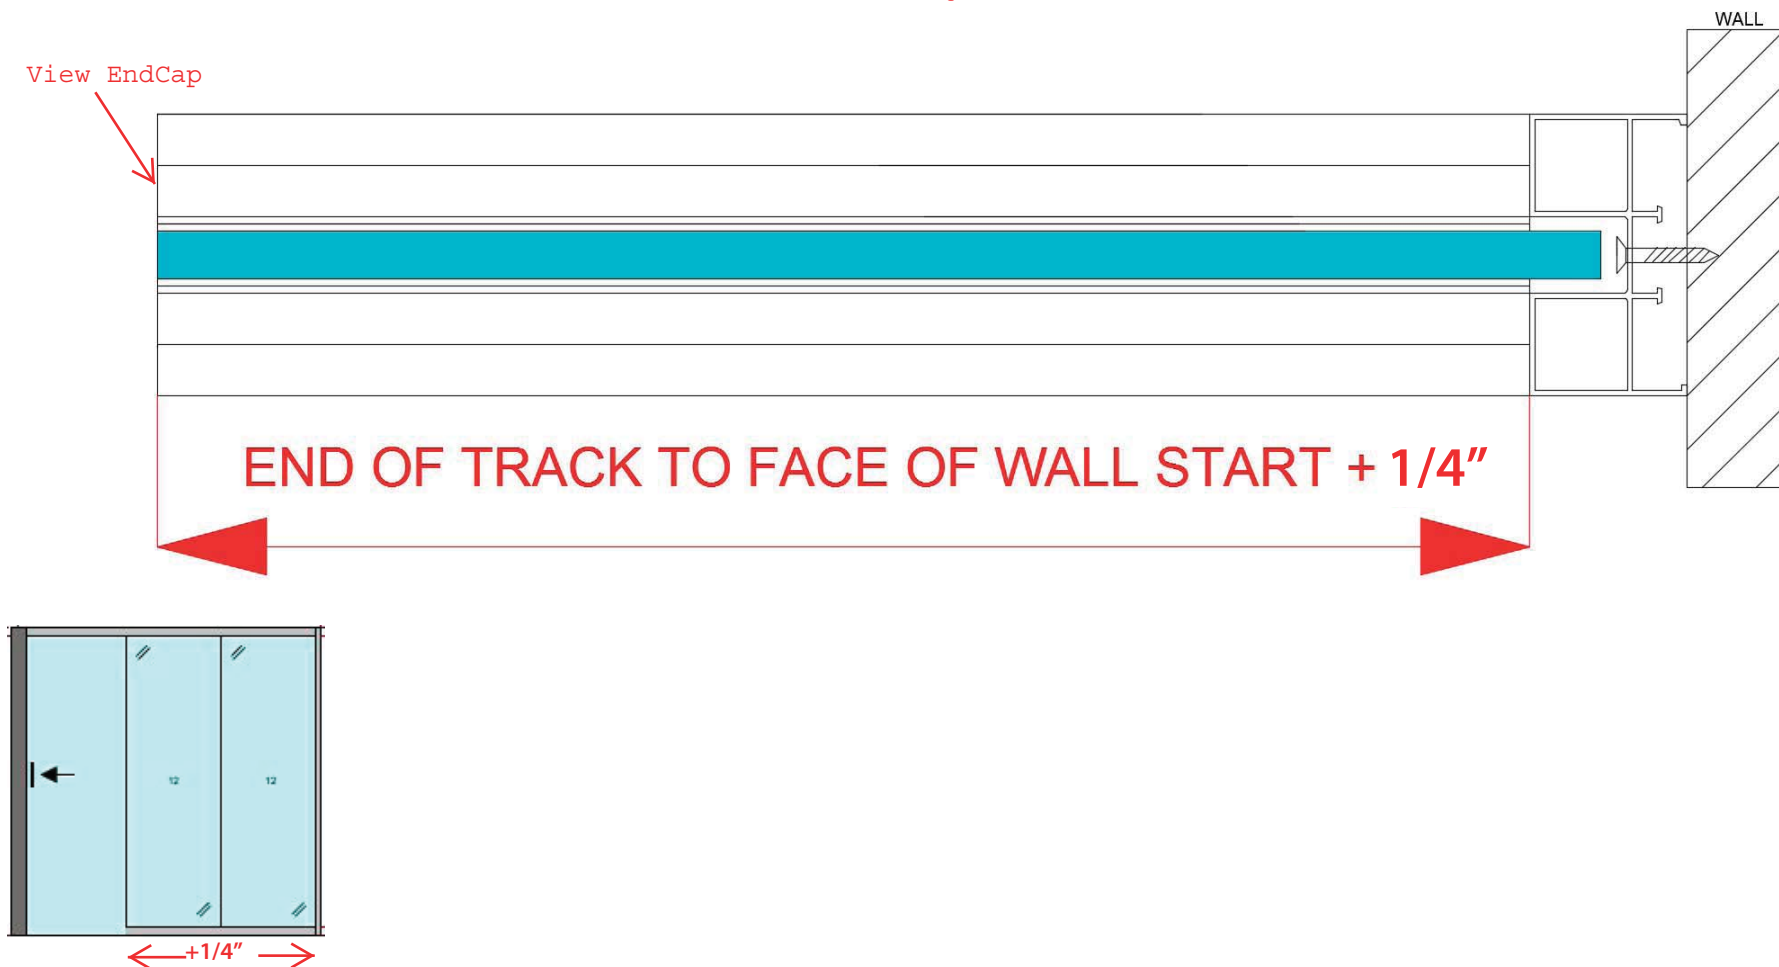 WALL
View EndCap
END OF TRACK TO FACE OF WALL START + 1/4"
12
12
+1/4"